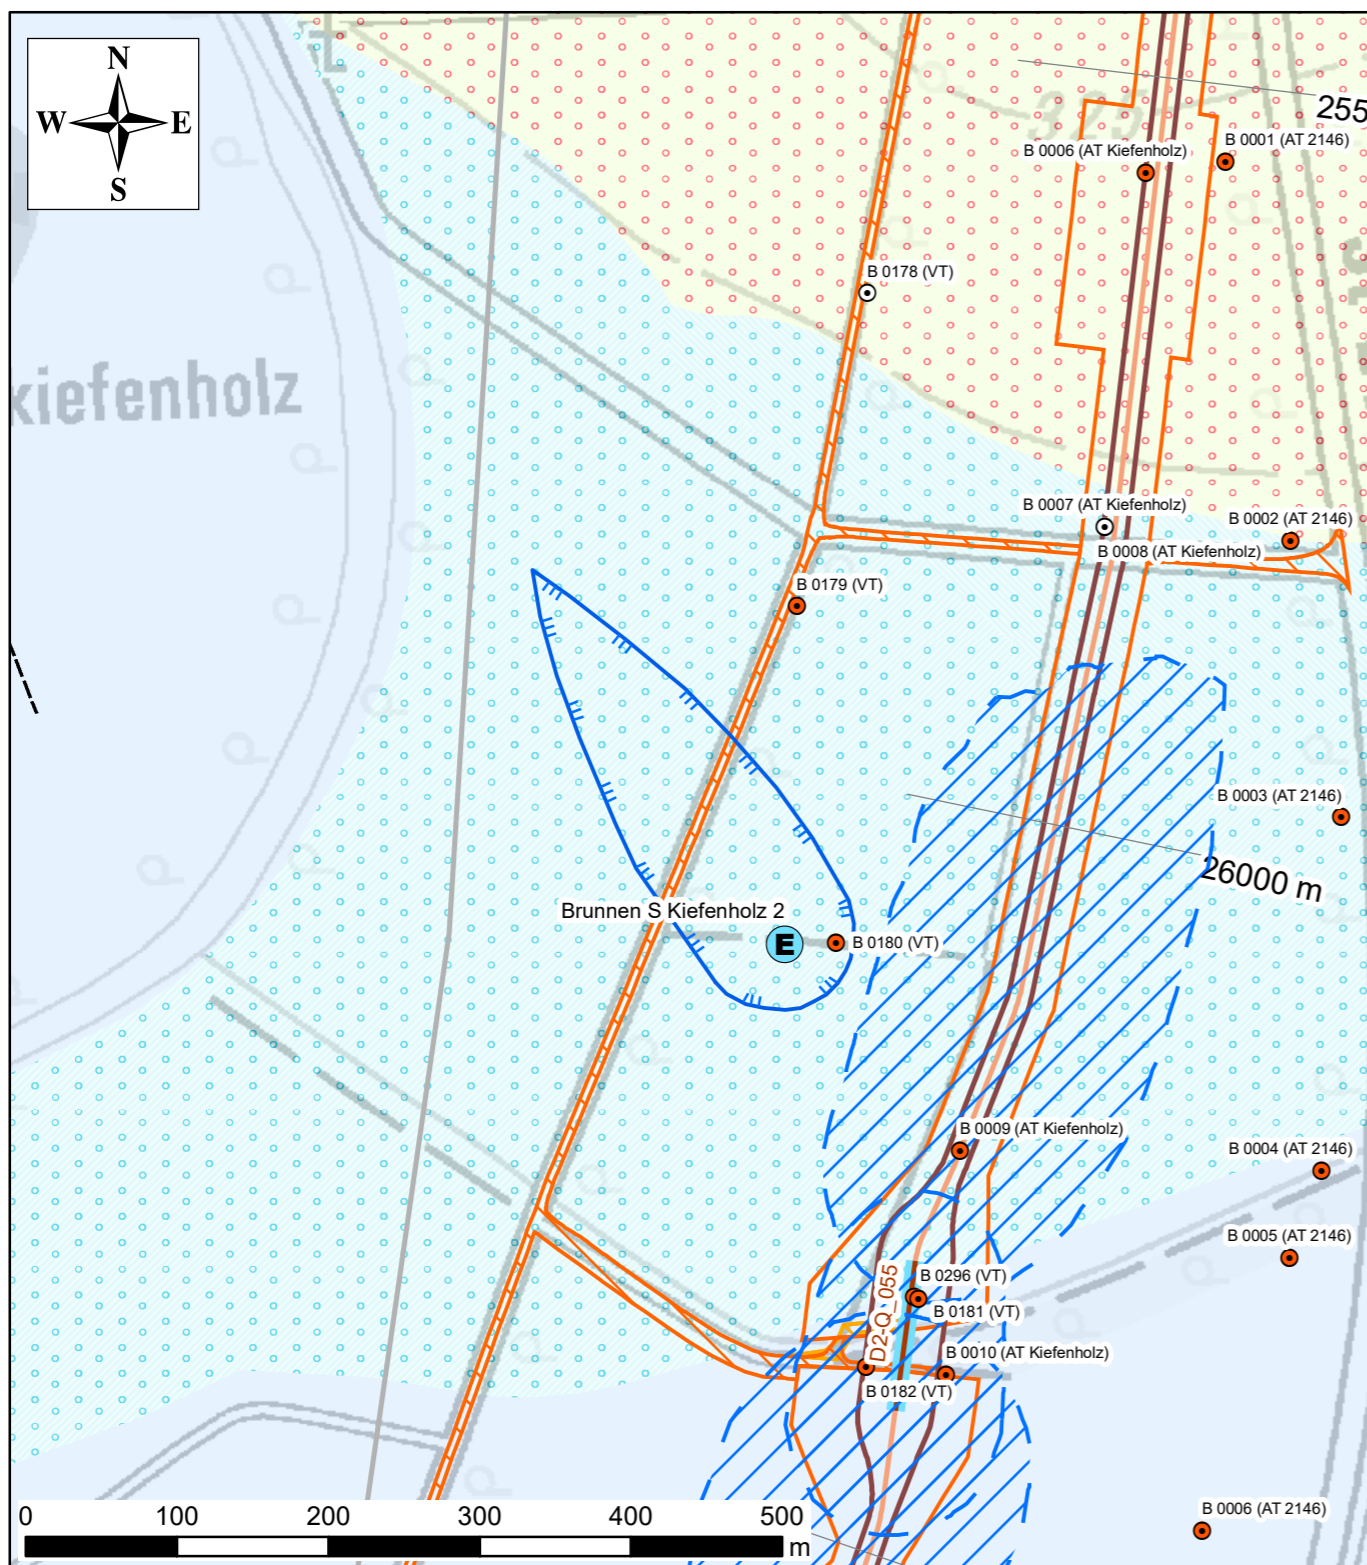 N
W E
S
255
B 0001 (AT 2146)
B 0006 (AT Kiefenholz)
325
B 0178 (VT)
kiefenholz
B 0007 (AT Kiefenholz)
B 0002 (AT 2146)
B 0008 (AT Kiefenholz)
B 0179 (VT)
B 0003 (AT 2146)
26000 m
Brunnen S Kiefenholz 2
E
B 0180 (VT)
B 0009 (AT Kiefenholz)
B 0004 (AT 2146)
B 0005 (AT 2146)
D2-Q_055
B 0296 (VT)
B 0181 (VT)
B 0010 (AT Kiefenholz)
B 0182 (VT)
B 0006 (AT 2146)
0 100 200 300 400 500
m